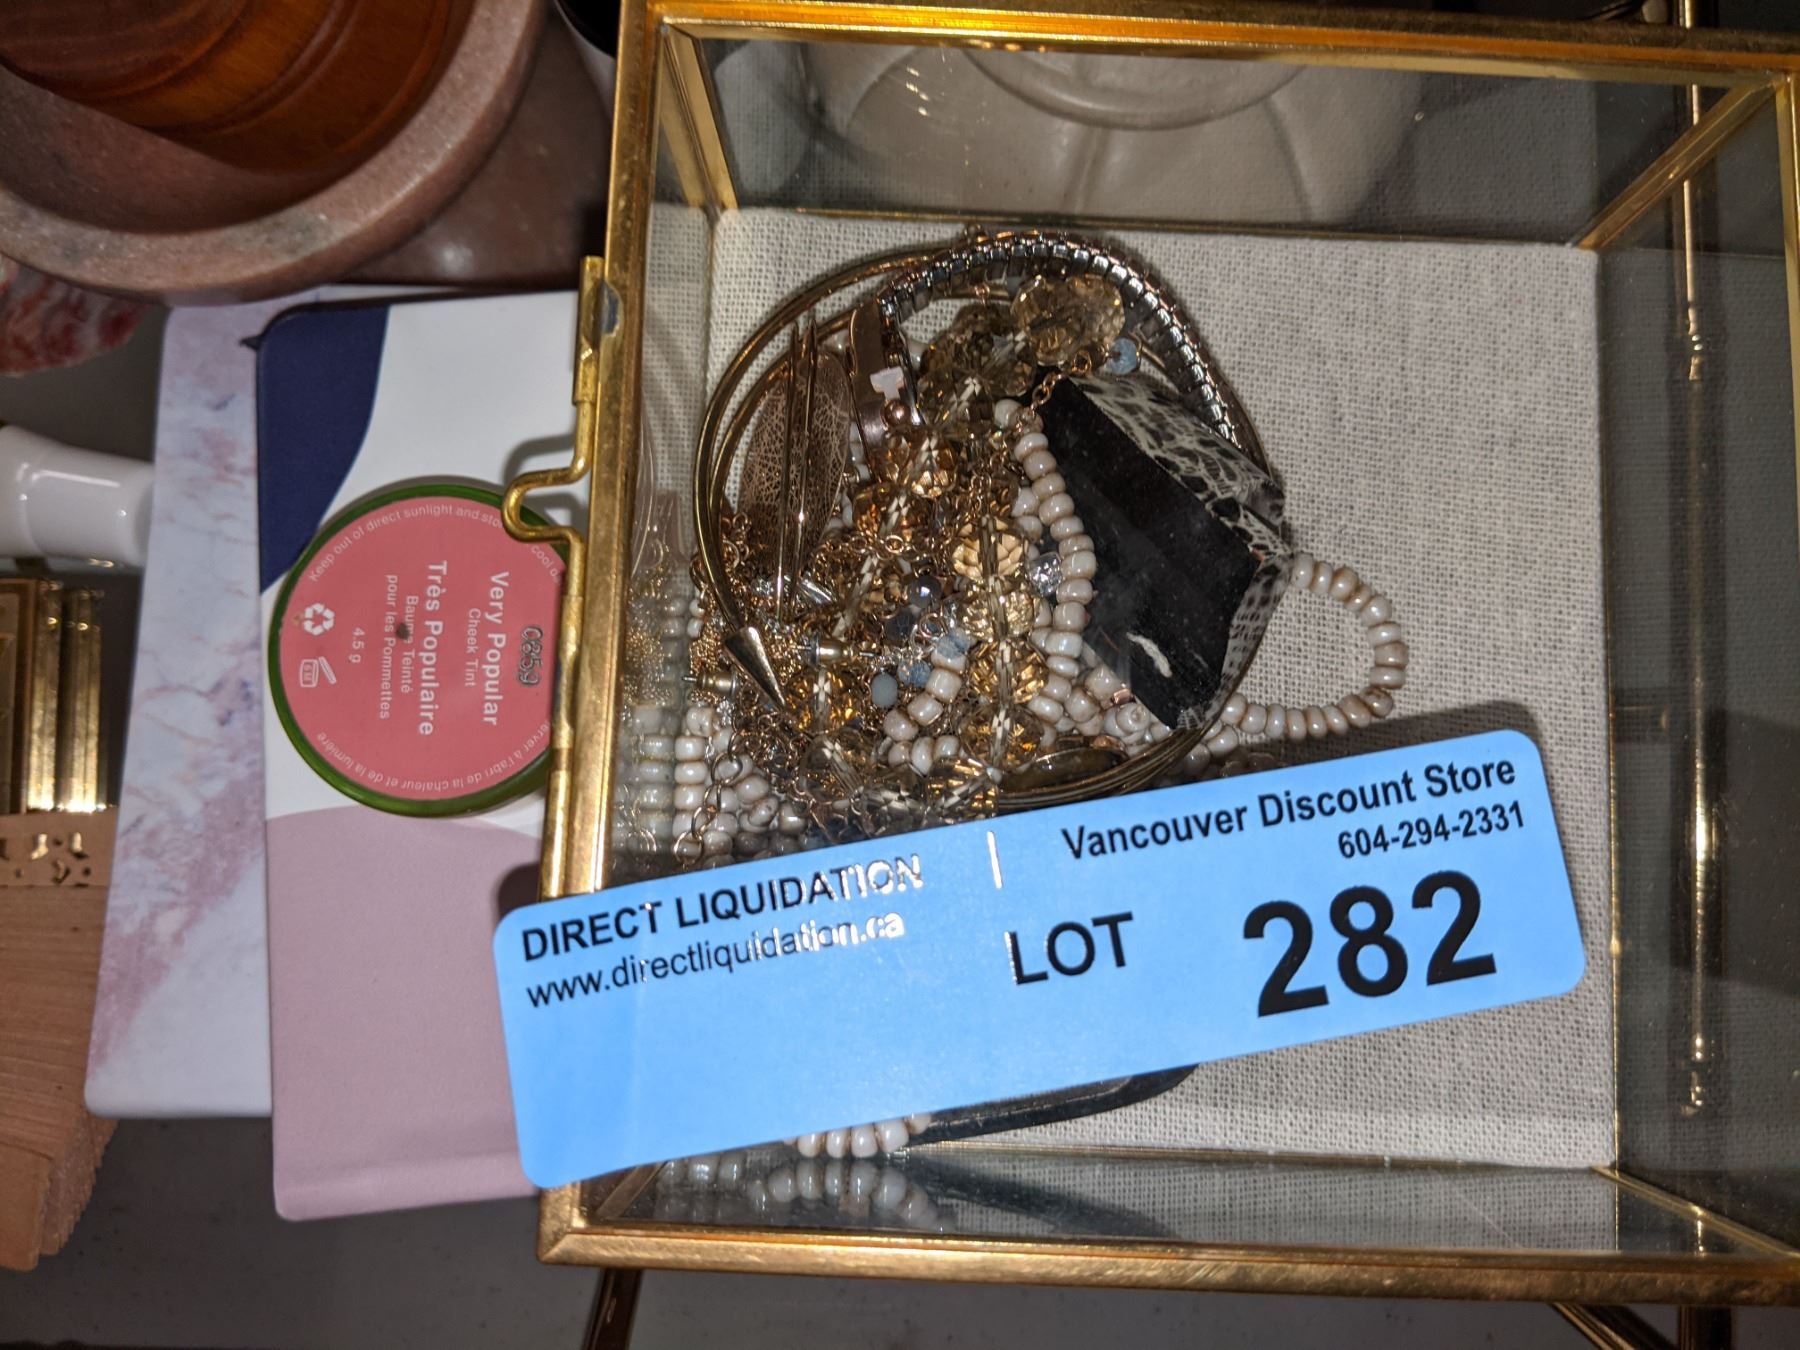 DIRECT LIQUIDATION
www.directliquidation.ca
Vancouver Discount Store
604-294-2331
LOT 282
Keep out of direct sunlight and
cool
Very Popular
Cheek Tint
Très Populaire
Baume Teinté
pour les Pommettes
4.5 g
0859
à l'abri de la chaleur et de la lumière